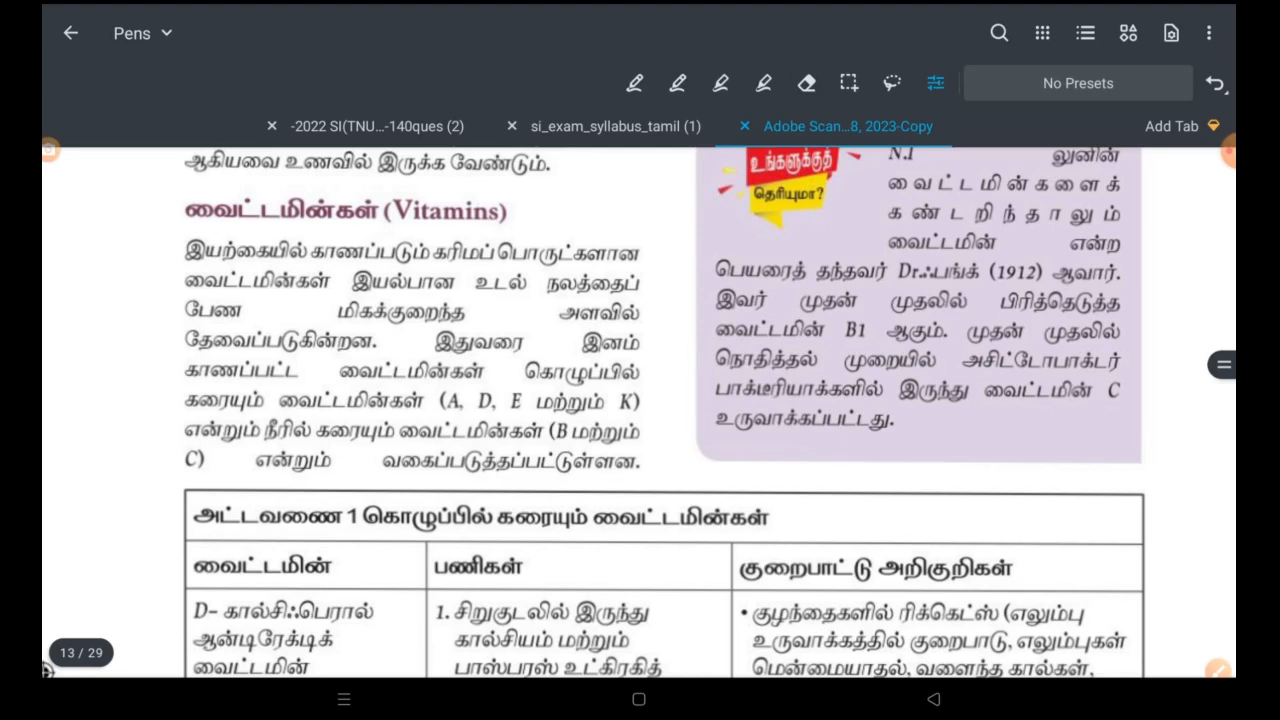 Pens
No Presets
-2022 SI(TNU...-140ques (2)
si_exam_syllabus_tamil (1)
Adobe Scan...8, 2023-Copy
Add Tab
ஆகியவை உணவில் இருக்க வேண்டும்.
வைட்டமின்கள் (Vitamins)
இயற்கையில் காணப்படும் கரிமப் பொருட்களான
வைட்டமின்கள் இயல்பான உடல் நலத்தைப்
பேண மிகக்குறைந்த அளவில்
தேவைப்படுகின்றன. இதுவரை இனம்
காணப்பட்ட வைட்டமின்கள் கொழுப்பில்
கரையும் வைட்டமின்கள் (A, D, E மற்றும் K)
என்றும் நீரில் கரையும் வைட்டமின்கள் (B மற்றும்
C) என்றும் வகைப்படுத்தப்பட்டுள்ளன.
உங்களுக்குத்
தெரியுமா?
N.I லுனின்
வைட்டமின்களைக்
கண்டறிந்தாலும்
வைட்டமின் என்ற
பெயரைத் தந்தவர் Dr.ஃபங்க் (1912) ஆவார்.
இவர் முதன் முதலில் பிரித்தெடுத்த
வைட்டமின் B1 ஆகும். முதன் முதலில்
நொதித்தல் முறையில் அசிட்டோபாக்டர்
பாக்டீரியாக்களில் இருந்து வைட்டமின் C
உருவாக்கப்பட்டது.
அட்டவணை 1 கொழுப்பில் கரையும் வைட்டமின்கள்
வைட்டமின்
பணிகள்
குறைபாட்டு அறிகுறிகள்
D– கால்சிஃபெரால்
ஆன்டிரேக்டிக்
வைட்டமின்
1. சிறுகுடலில் இருந்து
கால்சியம் மற்றும்
பாஸ்பரஸ் உட்கிரகித்
• குழந்தைகளில் ரிக்கெட்ஸ் (எலும்பு
உருவாக்கத்தில் குறைபாடு, எலும்புகள்
மென்மையாதல், வளைந்த கால்கள்,
13 / 29